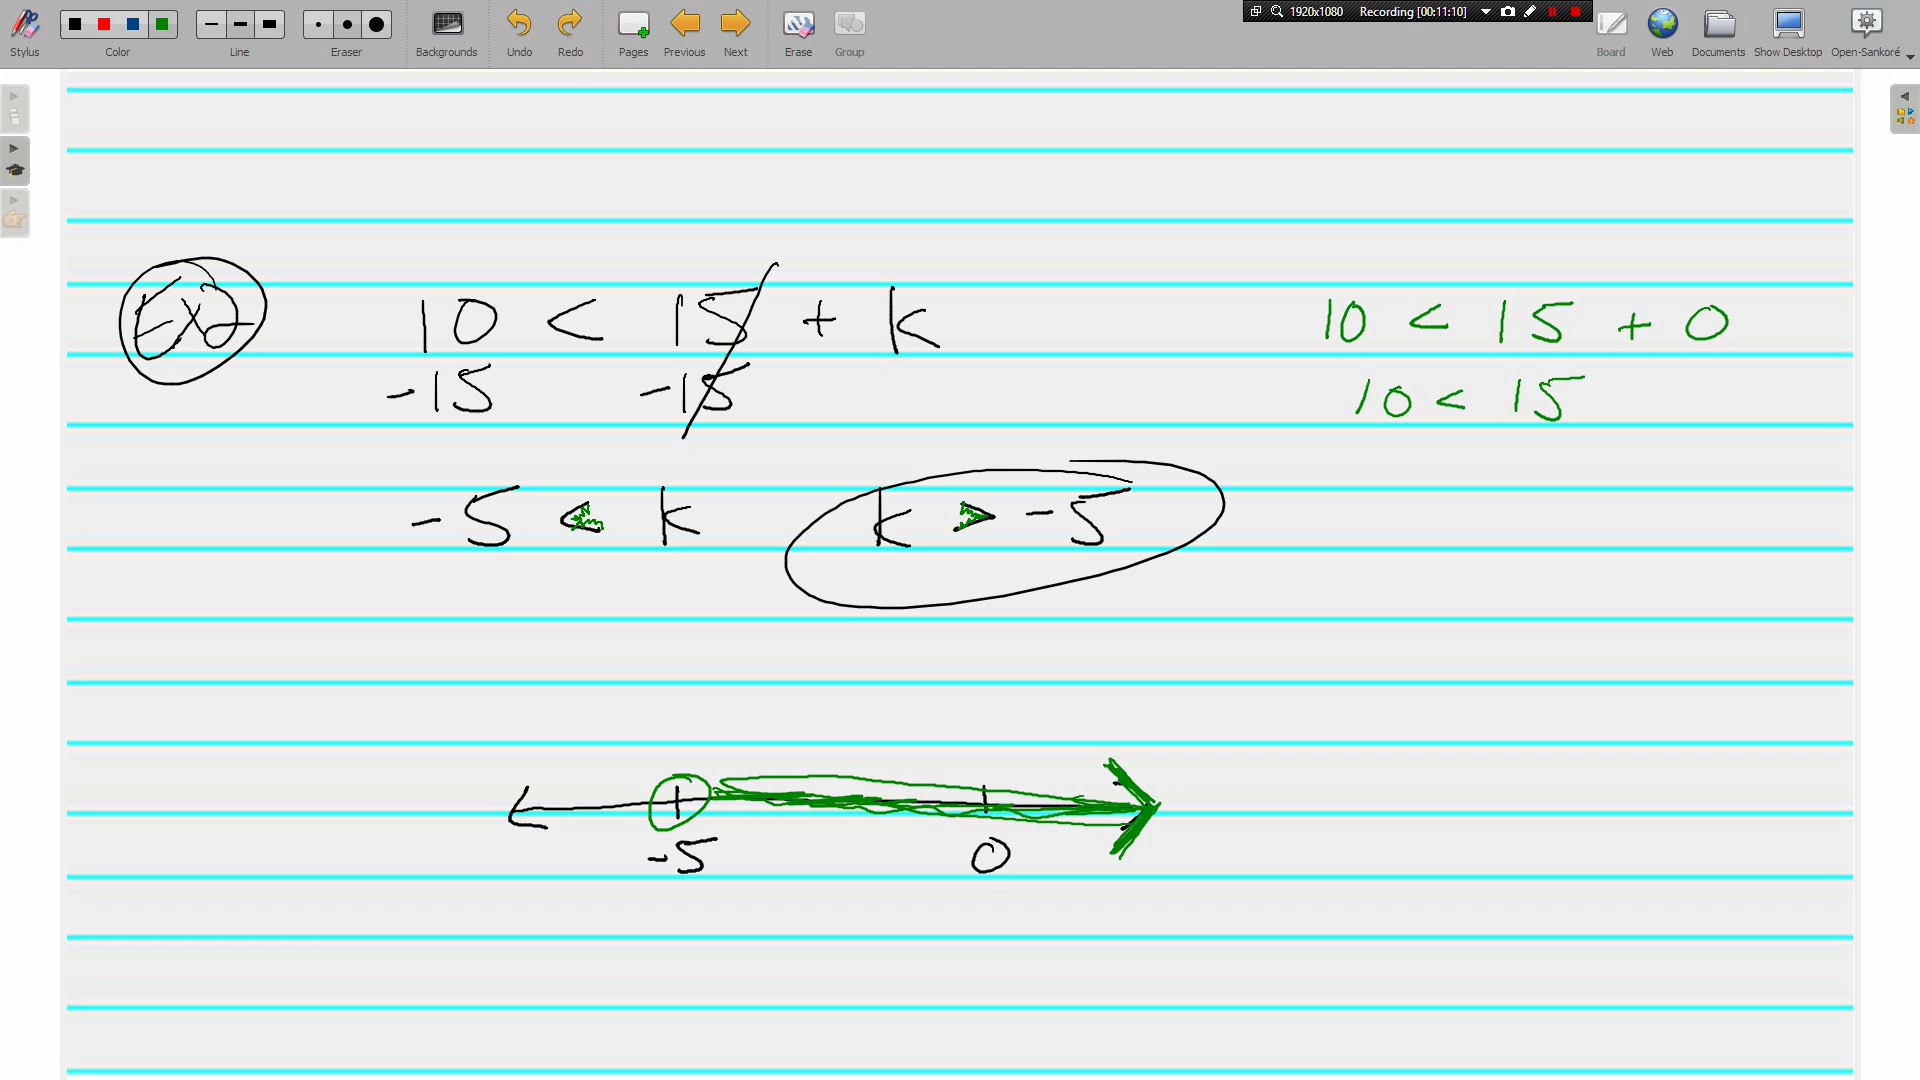 1920x1080 Recording [00:11:10]
Stylus Color Line Eraser Backgrounds Undo Redo Pages Previous Next Erase Group Board Web Documents Show Desktop Open-Sankoré
Ex2 10 < 15 + k 10 < 15 + 0
-15 -15 10 < 15
-5 < k k > -5
-5 0